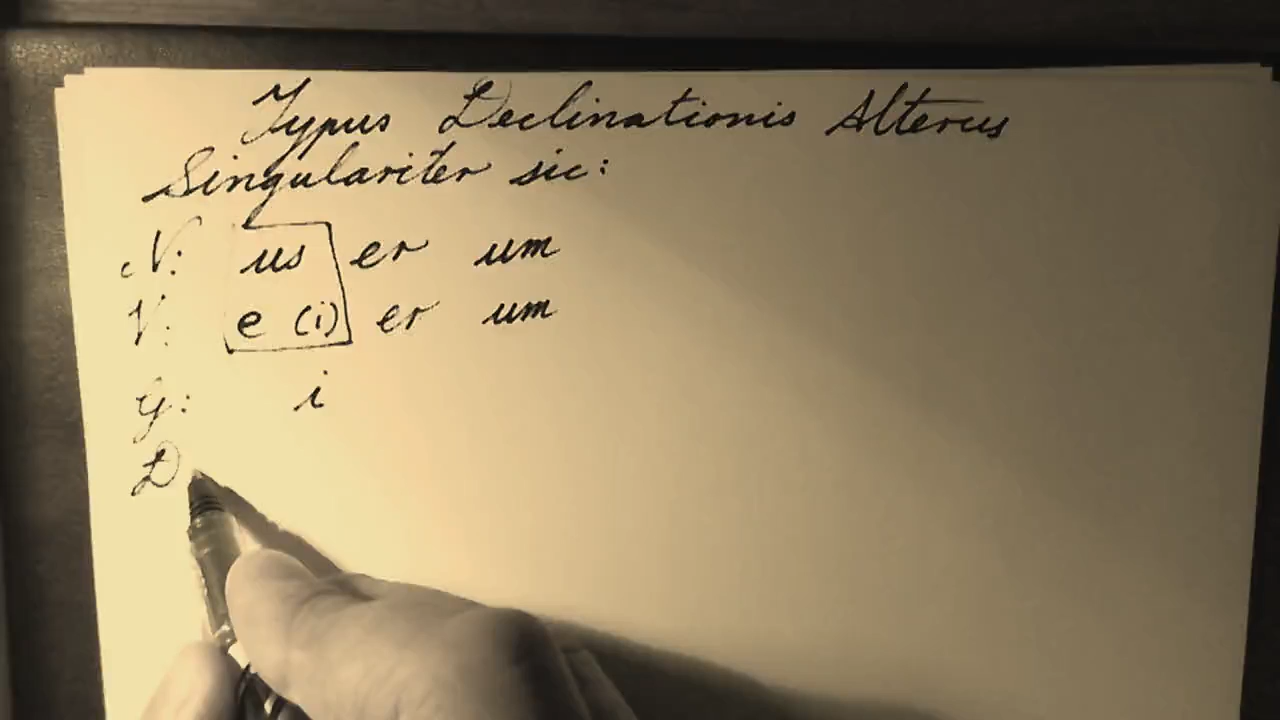 Typus Declinationis Alterus
Singulariter sic:
N: us er um
V: e (i) er um
G: i
D